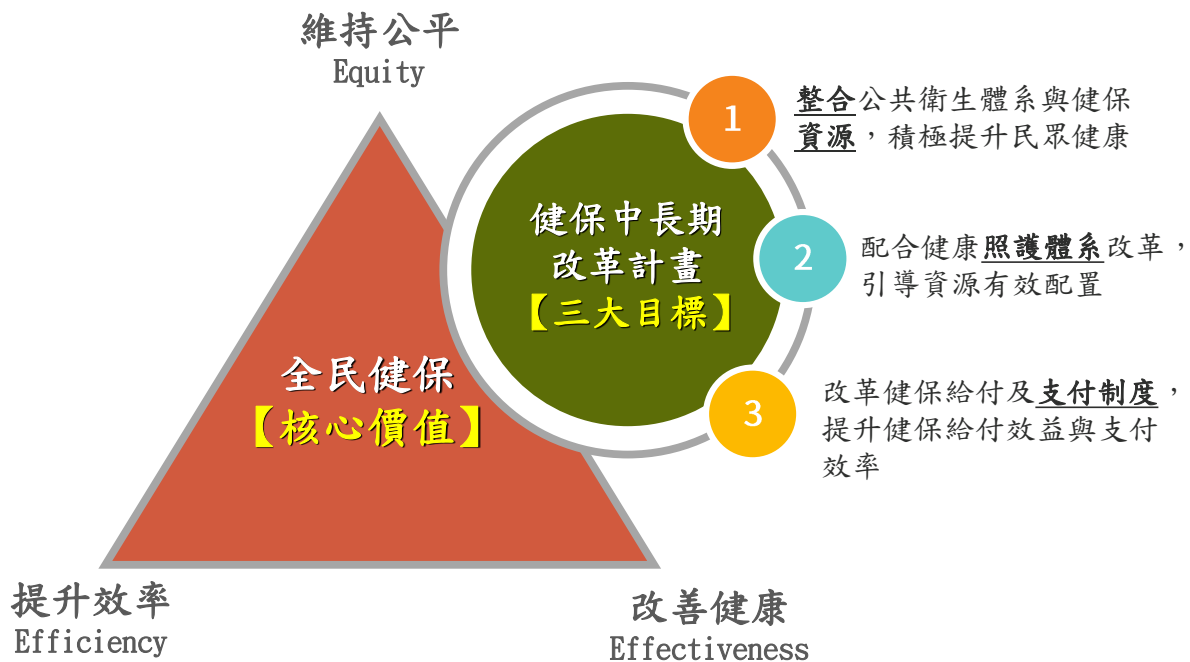 維持公平
Equity
全民健保
【核心價值】
提升效率
Efficiency
改善健康
Effectiveness
健保中長期
改革計畫
【三大目標】
1
整合公共衛生體系與健保
資源，積極提升民眾健康
2
配合健康照護體系改革，
引導資源有效配置
3
改革健保給付及支付制度，
提升健保給付效益與支付
效率